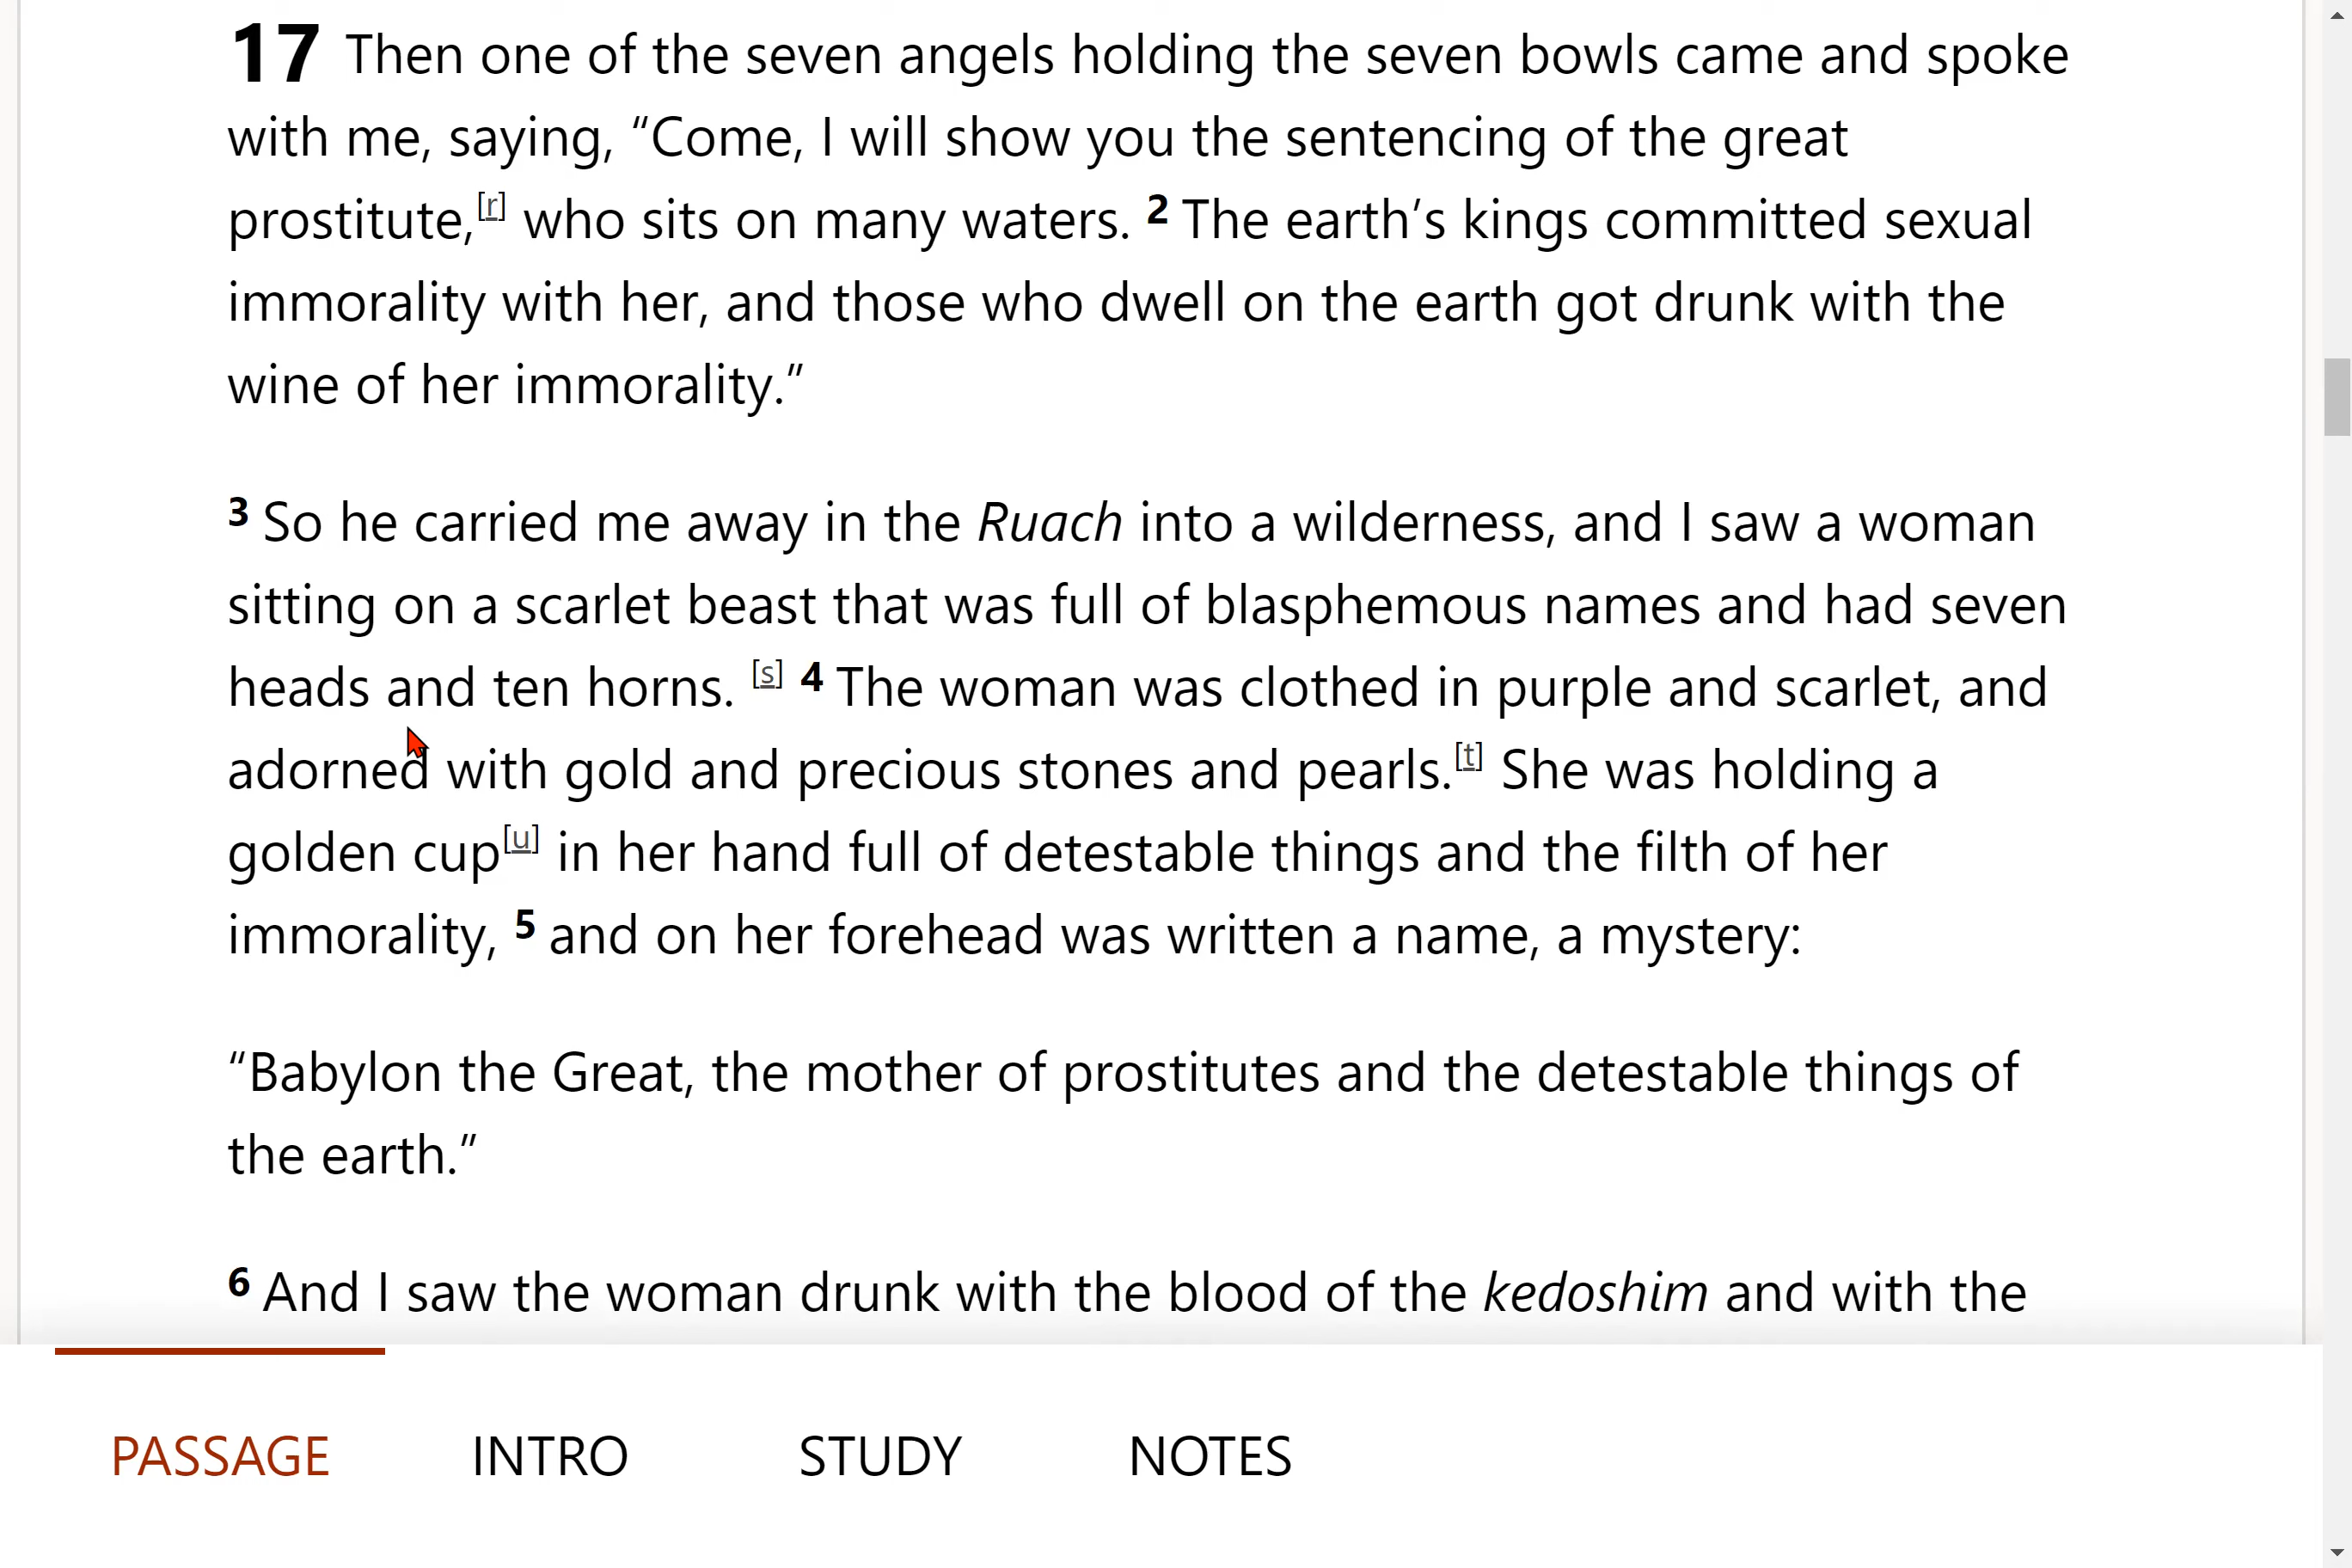 17 Then one of the seven angels holding the seven bowls came and spoke
with me, saying, “Come, I will show you the sentencing of the great
prostitute,[r] who sits on many waters. 2 The earth’s kings committed sexual
immorality with her, and those who dwell on the earth got drunk with the
wine of her immorality.”
3 So he carried me away in the Ruach into a wilderness, and I saw a woman
sitting on a scarlet beast that was full of blasphemous names and had seven
heads and ten horns. [s] 4 The woman was clothed in purple and scarlet, and
adorned with gold and precious stones and pearls.[t] She was holding a
golden cup[u] in her hand full of detestable things and the filth of her
immorality, 5 and on her forehead was written a name, a mystery:
“Babylon the Great, the mother of prostitutes and the detestable things of
the earth.”
6 And I saw the woman drunk with the blood of the kedoshim and with the
PASSAGE INTRO STUDY NOTES